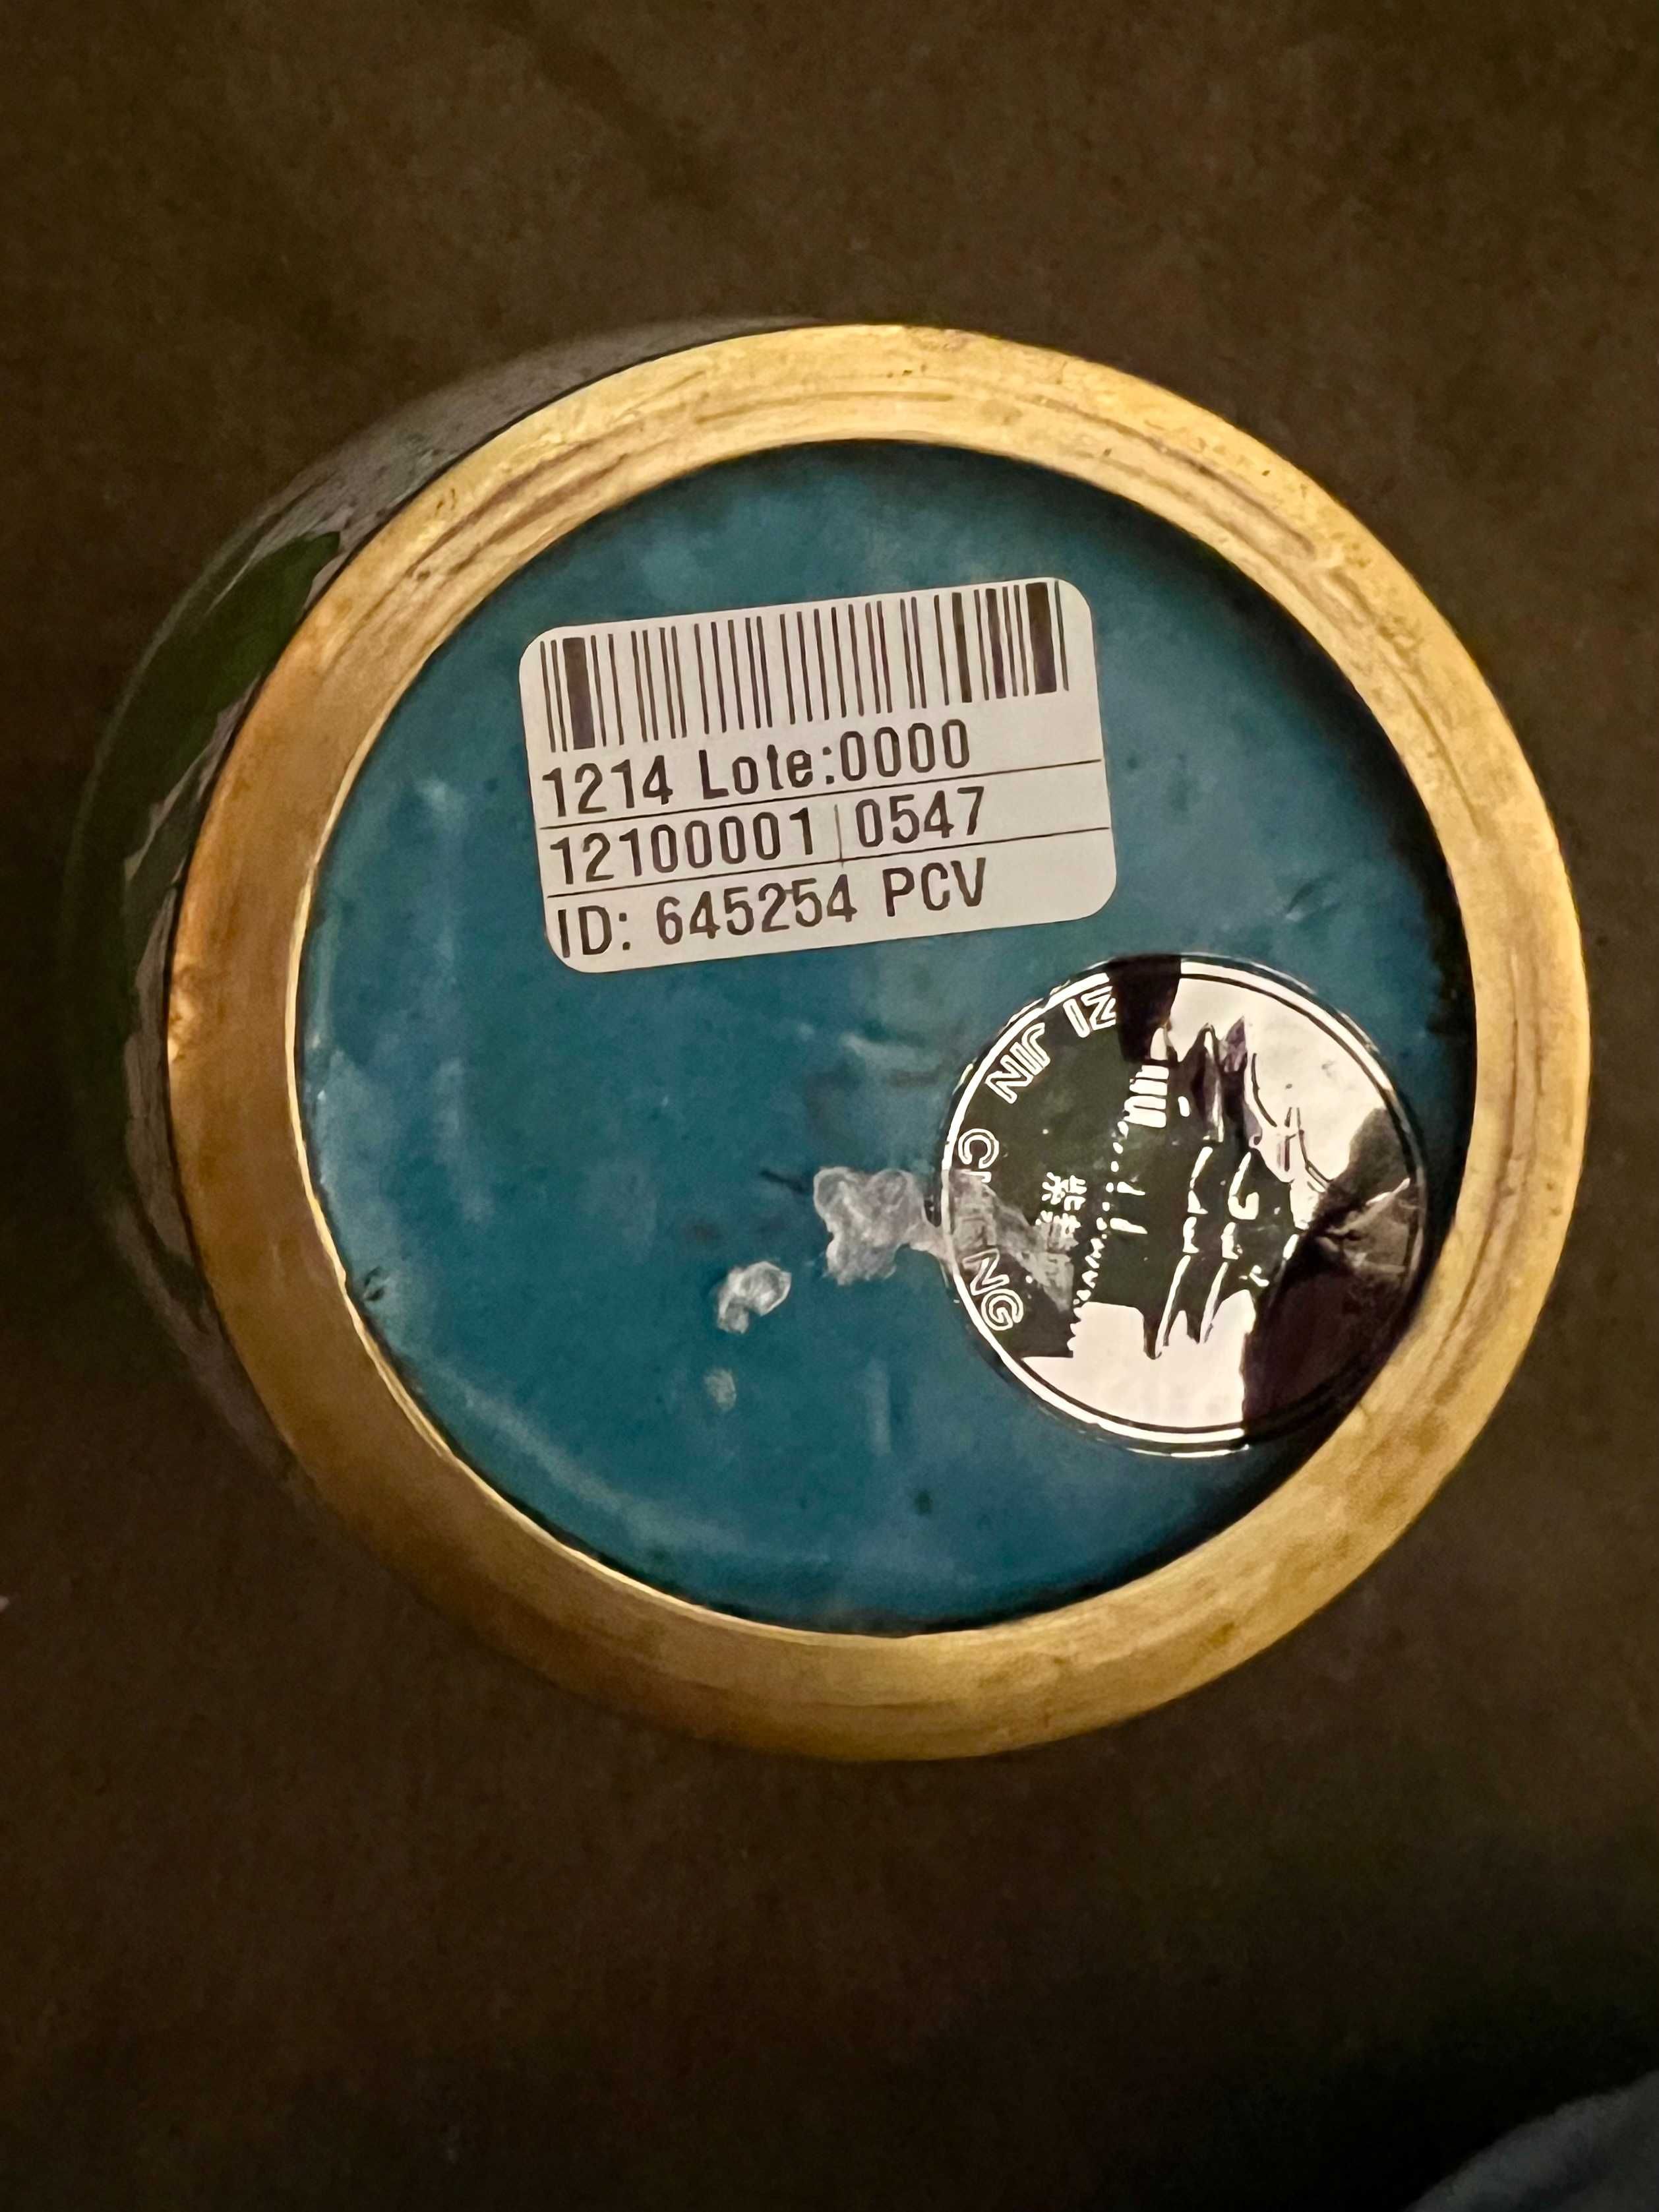 1214 Lote:0000
12100001 0547
ID: 645254 PCV
ZI JIN